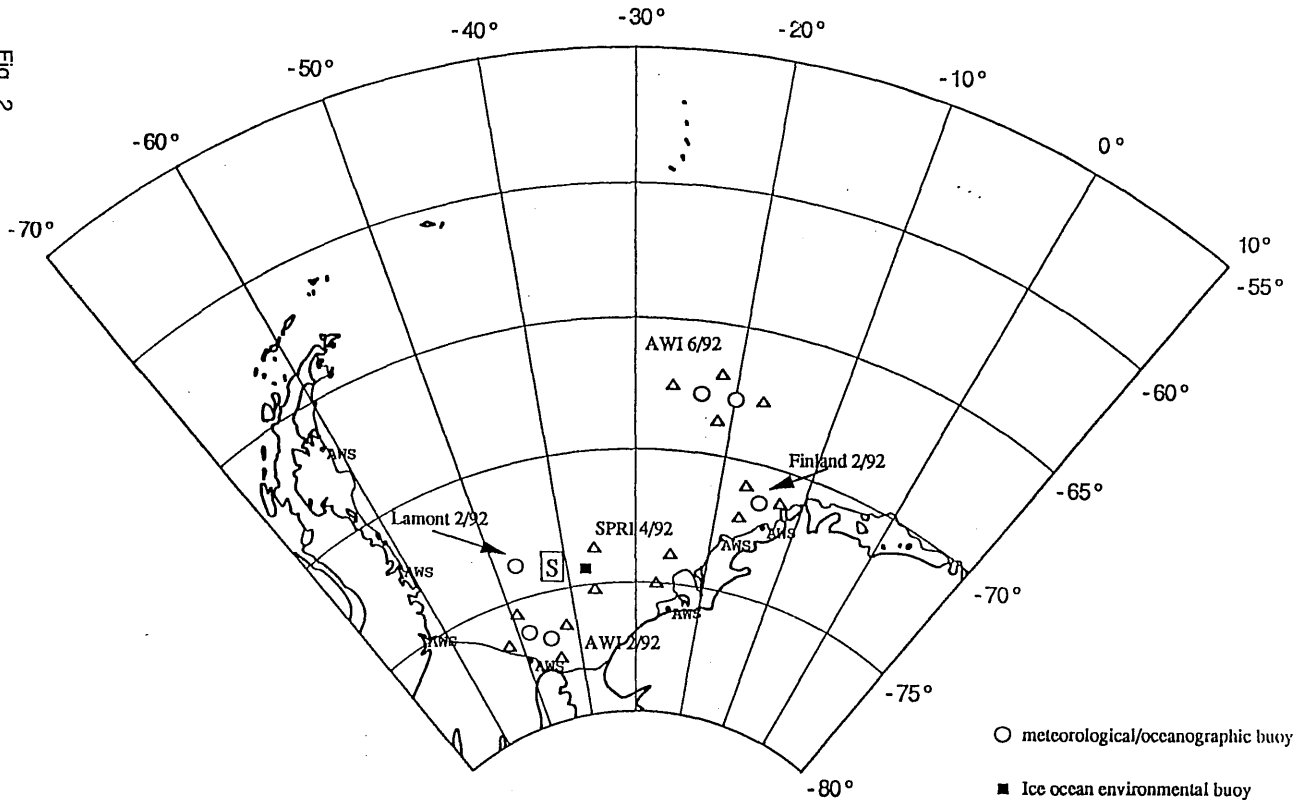 Fig. 2
-30°
-40°
-20°
-50°
-10°
-60°
0°
-70°
10°
-55°
AWI 6/92
-60°
AWS
Finland 2/92
-65°
Lamont 2/92
SPRI 4/92
AWS
AWS
S
AWS
-70°
AWS
AWS
AWI 2/92
AWS
-75°
meteorological/oceanographic buoy
-80°
Ice ocean environmental buoy